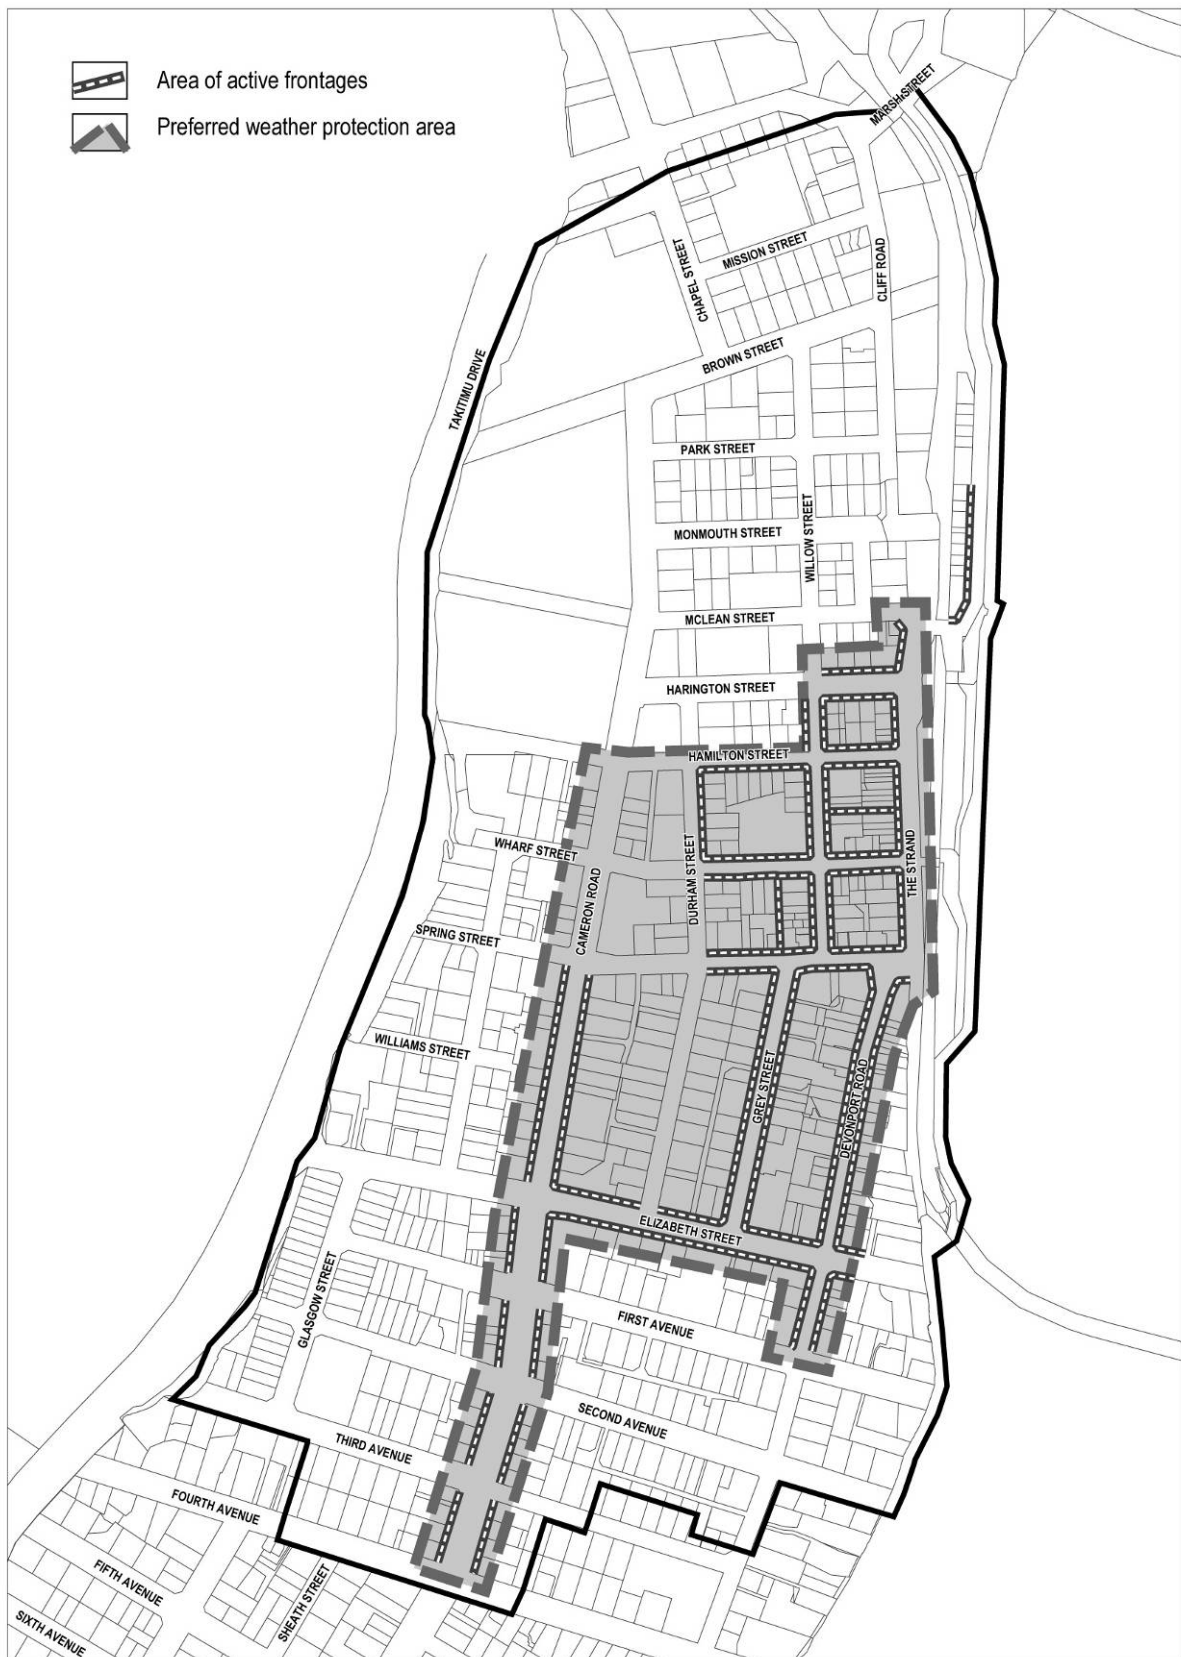 Area of active frontages
Preferred weather protection area
MARSH STREET
MISSION STREET
CHAPEL STREET
CLIFF ROAD
BROWN STREET
TAKITIMU DRIVE
PARK STREET
WILLOW STREET
MONMOUTH STREET
MCLEAN STREET
HARINGTON STREET
HAMILTON STREET
WHARF STREET
CAMERON ROAD
DURHAM STREET
THE STRAND
SPRING STREET
WILLIAMS STREET
GREY STREET
DEVONPORT ROAD
ELIZABETH STREET
GLASGOW STREET
FIRST AVENUE
SECOND AVENUE
THIRD AVENUE
FOURTH AVENUE
FIFTH AVENUE
SHEATH STREET
SIXTH AVENUE